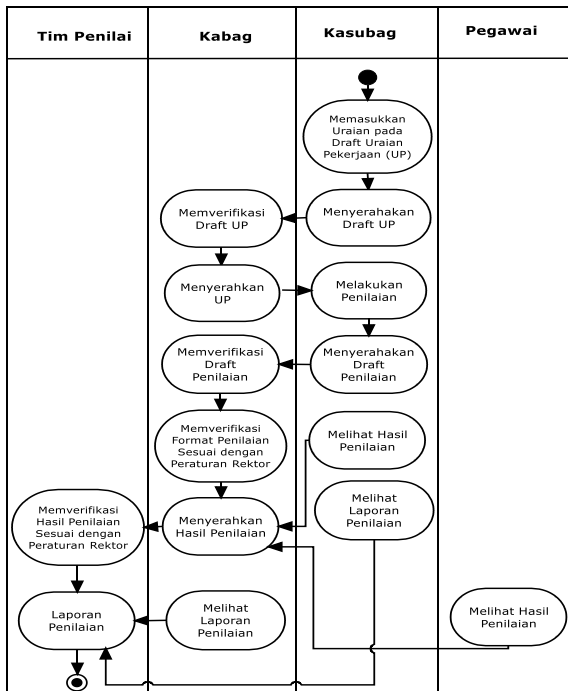 Tim Penilai
Kabag
Kasubag
Pegawai
Memasukkan
Uraian pada
Draft Uraian
Pekerjaan (UP)
Memverifikasi
Draft UP
Menyerahakan
Draft UP
Menyerahkan
UP
Melakukan
Penilaian
Memverifikasi
Draft
Penilaian
Menyerahakan
Draft
Penilaian
Memverifikasi
Format Penilaian
Sesuai dengan
Peraturan Rektor
Melihat Hasil
Penilaian
Memverifikasi
Hasil Penilaian
Sesuai dengan
Peraturan Rektor
Menyerahkan
Hasil Penilaian
Melihat
Laporan
Penilaian
Laporan
Penilaian
Melihat
Laporan
Penilaian
Melihat Hasil
Penilaian